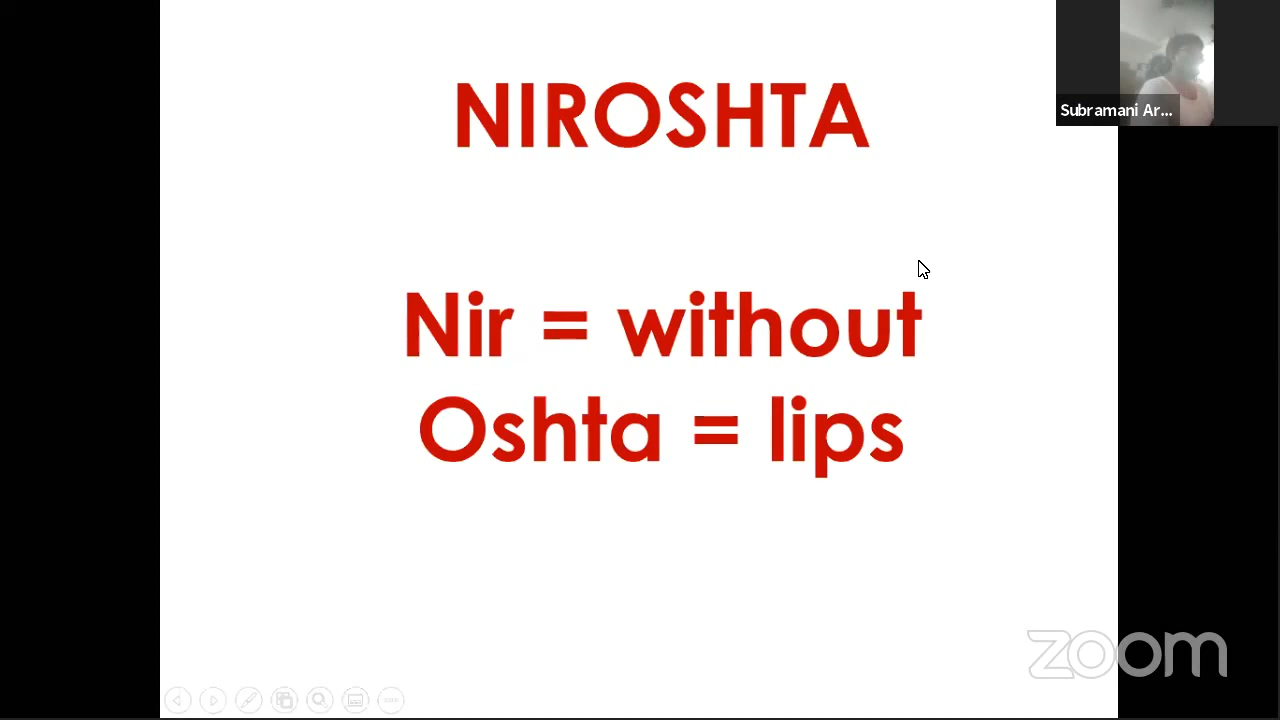 NIROSHTA
Subramani Ar...
Nir = without
Oshta = lips
zoom